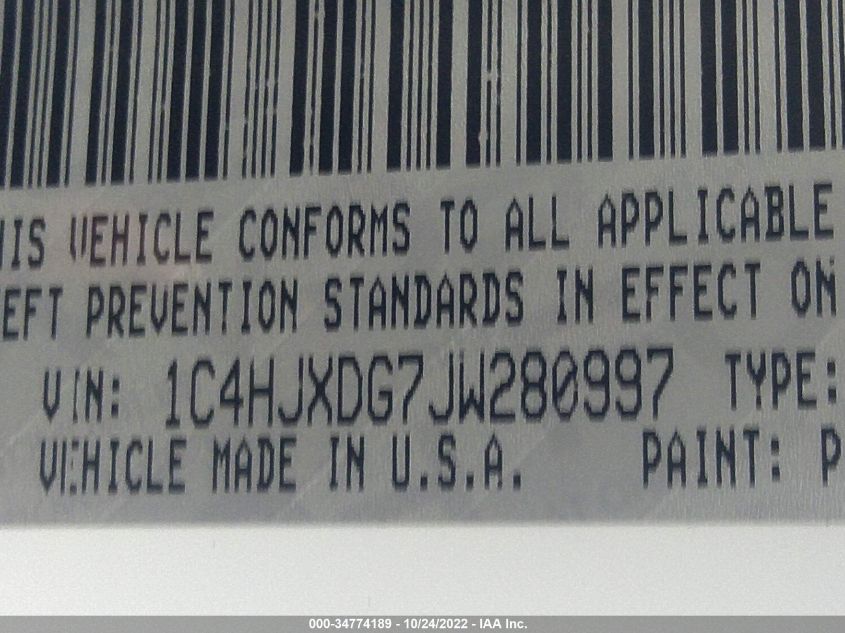 HIS VEHICLE CONFORMS TO ALL APPLICABLE
EFT PREVENTION STANDARDS IN EFFECT ON
VIN: 1C4HJXDG7JW280997 TYPE:
VEHICLE MADE IN U.S.A. PAINT: P
000-34774189 - 10/24/2022 - IAA Inc.